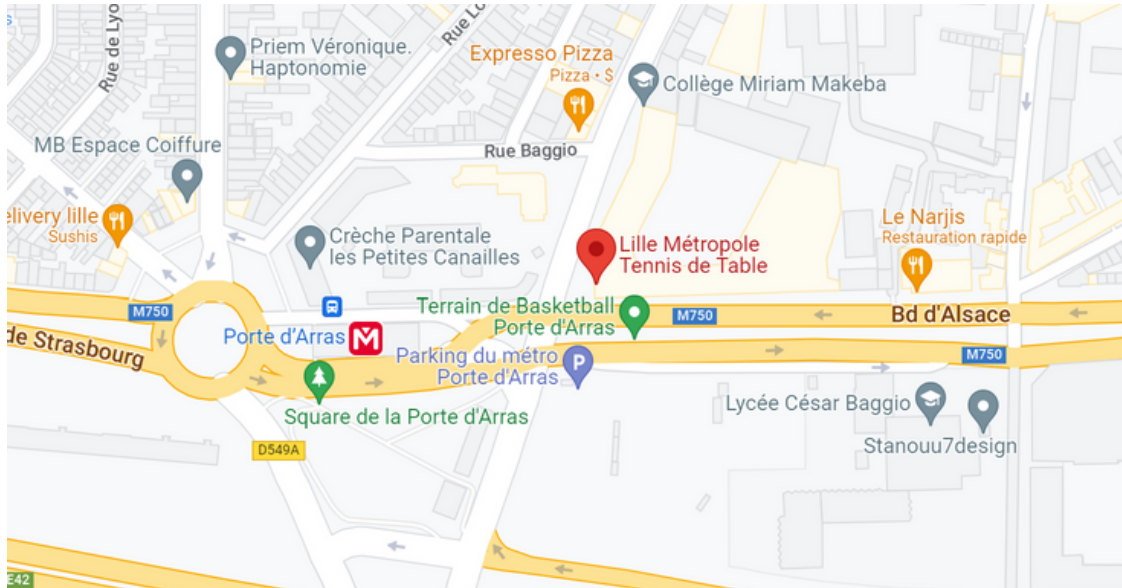 Rue de Lyo
Priem Véronique.
Haptonomie
Rue Lo
Expresso Pizza
Pizza • $
Collège Miriam Makeba
MB Espace Coiffure
Rue Baggio
elivery lille
Sushis
Crèche Parentale
les Petites Canailles
Lille Métropole
Tennis de Table
Le Narjis
Restauration rapide
M750
Terrain de Basketball
Porte d'Arras
M750
Bd d'Alsace
de Strasbourg
Porte d'Arras
M
Parking du métro
Porte d'Arras
P
M750
Square de la Porte d'Arras
Lycée César Baggio
Stanouu7design
D549A
E42